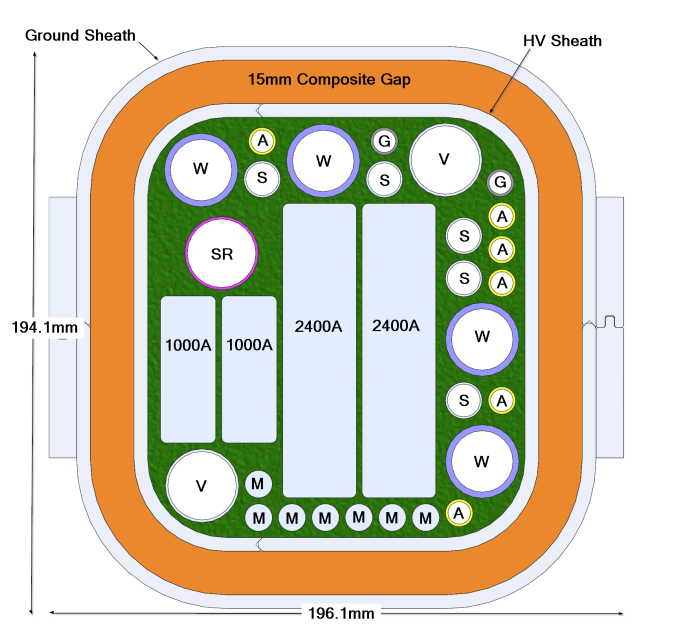 Ground Sheath
HV Sheath
15mm Composite Gap
A
G
W
W
V
S
S
G
A
S
A
SR
S
A
194.1mm
2400A
2400A
1000A
1000A
W
S
A
W
V
M
A
M
M
M
M
M
M
196.1mm